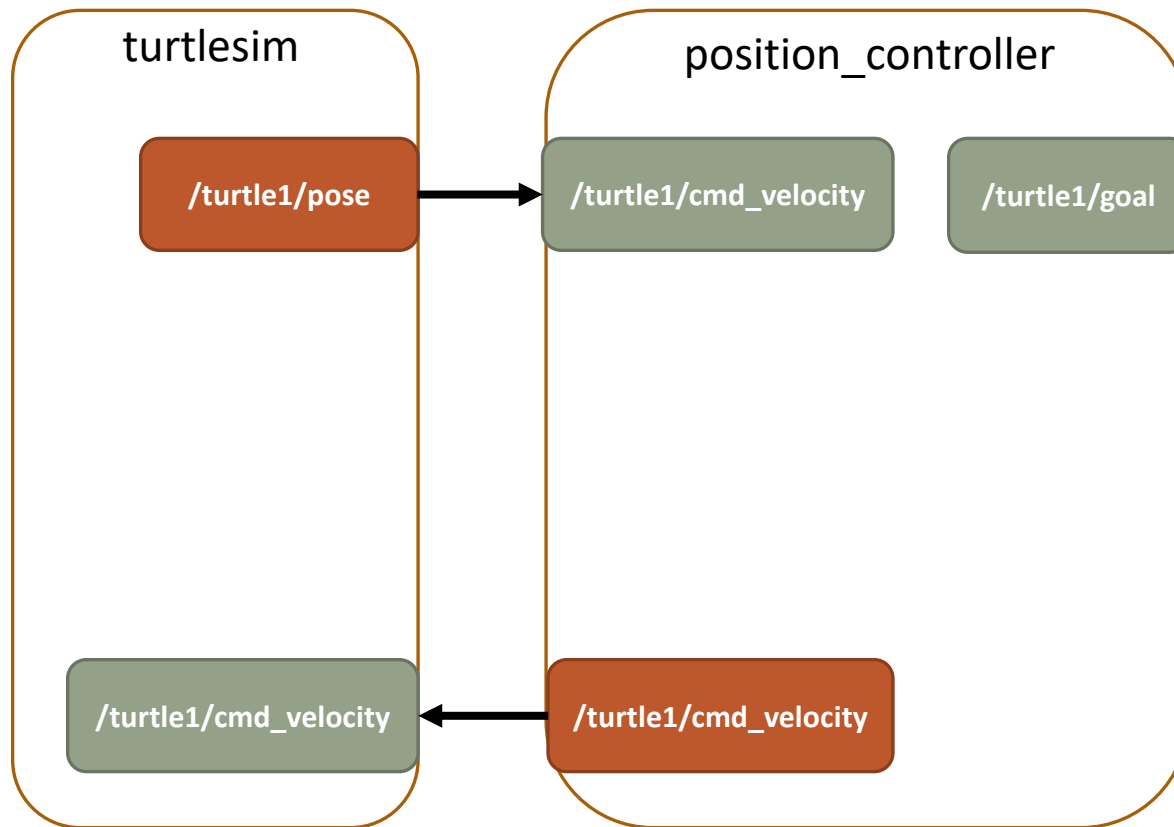 turtlesim
position_controller
/turtle1/pose
/turtle1/cmd_velocity
/turtle1/goal
/turtle1/cmd_velocity
/turtle1/cmd_velocity